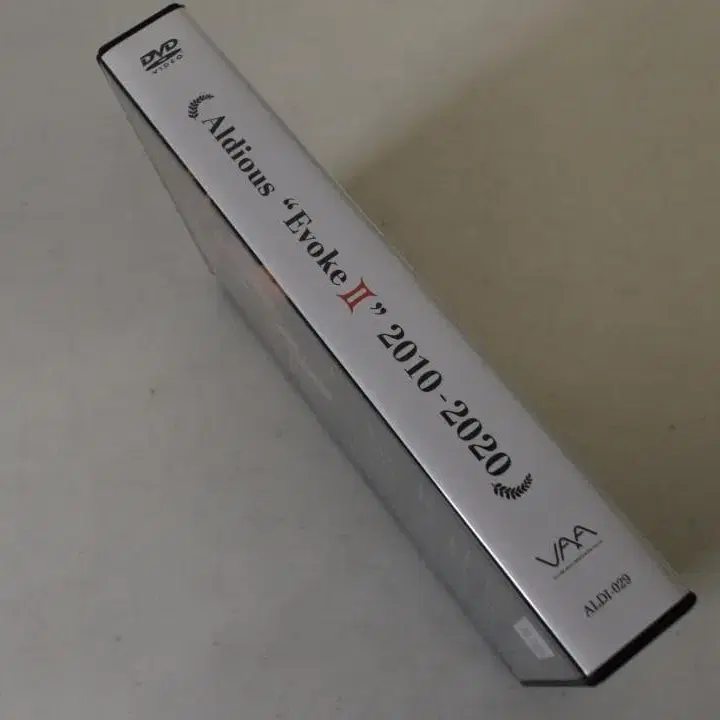 DVD
VIDEO
Aldious “Evoke II” 2010-2020
VAA
ALDI-029